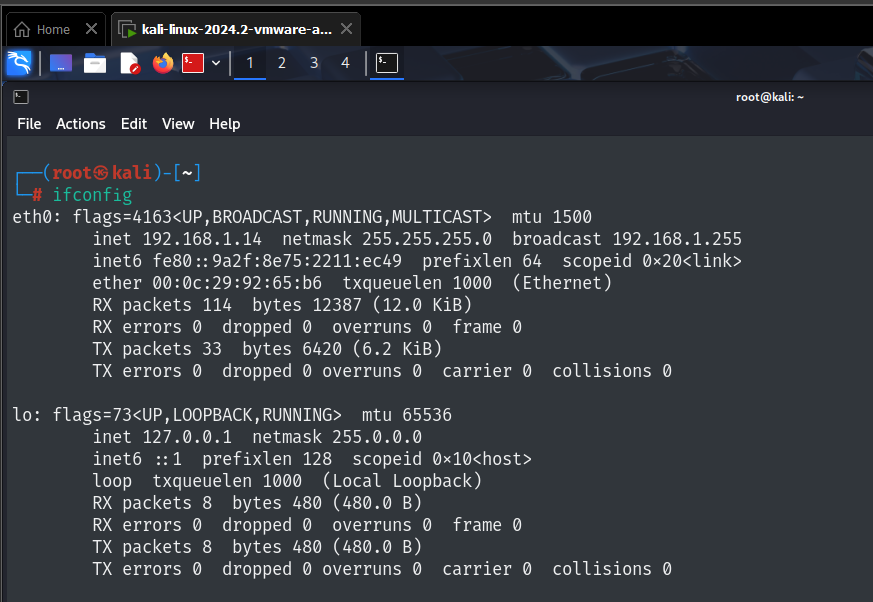 Home
kali-linux-2024.2-vmware-a...
1 2 3 4
root@kali: ~
File Actions Edit View Help
┌──(root㉿kali)-[~]
└─# ifconfig
eth0: flags=4163<UP,BROADCAST,RUNNING,MULTICAST>  mtu 1500
        inet 192.168.1.14  netmask 255.255.255.0  broadcast 192.168.1.255
        inet6 fe80::9a2f:8e75:2211:ec49  prefixlen 64  scopeid 0x20<link>
        ether 00:0c:29:92:65:b6  txqueuelen 1000  (Ethernet)
        RX packets 114  bytes 12387 (12.0 KiB)
        RX errors 0  dropped 0  overruns 0  frame 0
        TX packets 33  bytes 6420 (6.2 KiB)
        TX errors 0  dropped 0 overruns 0  carrier 0  collisions 0
lo: flags=73<UP,LOOPBACK,RUNNING>  mtu 65536
        inet 127.0.0.1  netmask 255.0.0.0
        inet6 ::1  prefixlen 128  scopeid 0x10<host>
        loop  txqueuelen 1000  (Local Loopback)
        RX packets 8  bytes 480 (480.0 B)
        RX errors 0  dropped 0  overruns 0  frame 0
        TX packets 8  bytes 480 (480.0 B)
        TX errors 0  dropped 0 overruns 0  carrier 0  collisions 0